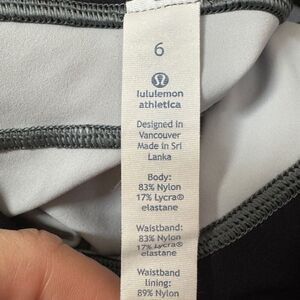 6
lululemon
athletica
Designed in
Vancouver
Made in Sri
Lanka
Body:
83% Nylon
17% Lycra®
elastane
Waistband:
83% Nylon
17% Lycra®
elastane
Waistband
lining:
89% Nylon